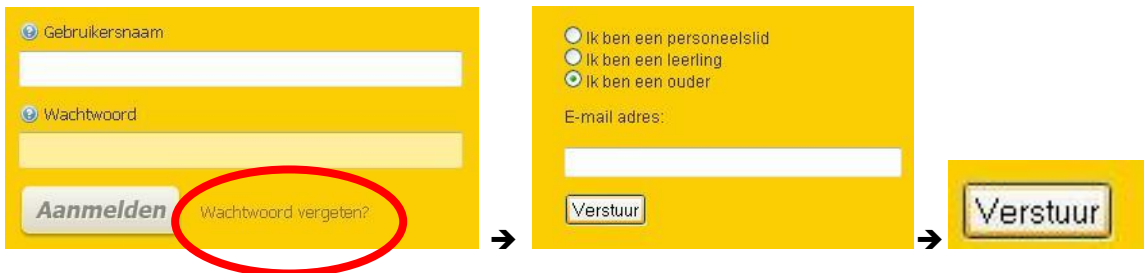 Gebruikersnaam
Wachtwoord
Aanmelden
Wachtwoord vergeten?
➔
Ik ben een personeelslid
Ik ben een leerling
Ik ben een ouder
E-mail adres:
Verstuur
➔
Verstuur